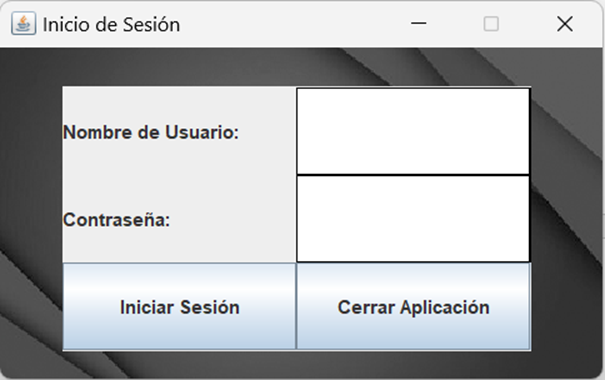 Inicio de Sesión
Nombre de Usuario:
Contraseña:
Iniciar Sesión
Cerrar Aplicación